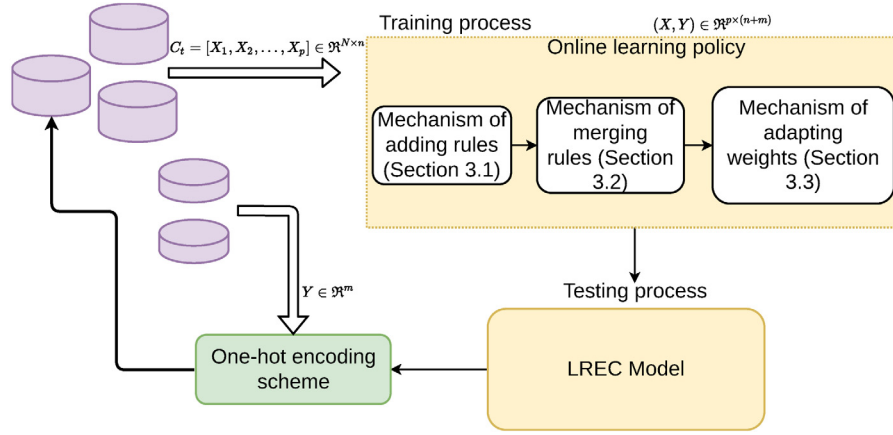 Training process
(X, Y) ∈ ℜ^{p×(n+m)}
C_t = [X_1, X_2, …, X_p] ∈ ℜ^{N×n}
Online learning policy
Mechanism of
adding rules
(Section 3.1)
Mechanism of
merging
rules (Section
3.2)
Mechanism of
adapting
weights (Section
3.3)
Y ∈ ℜ^m
Testing process
One-hot encoding
scheme
LREC Model